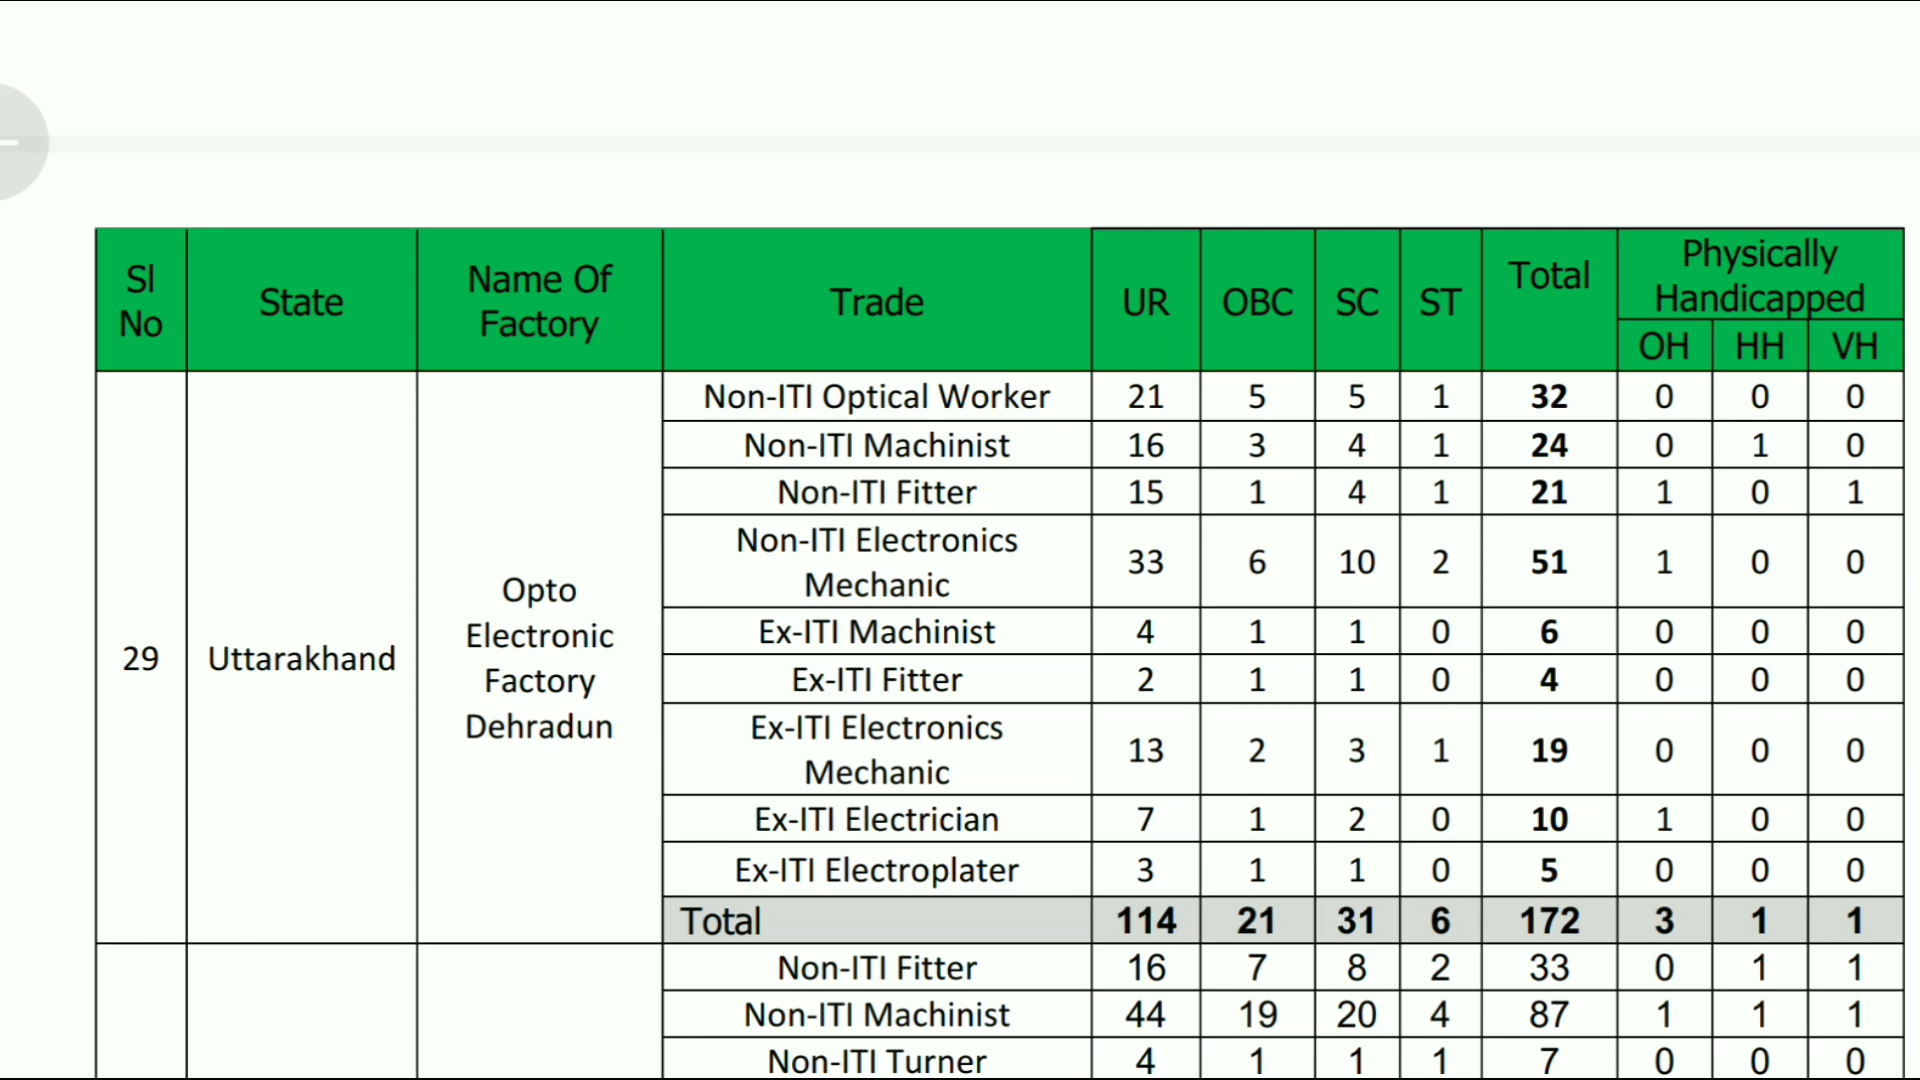 Sl No State Name Of Factory Trade UR OBC SC ST Total Physically Handicapped
OH HH VH
29 Uttarakhand Opto Electronic Factory Dehradun
Non-ITI Optical Worker 21 5 5 1 32 0 0 0
Non-ITI Machinist 16 3 4 1 24 0 1 0
Non-ITI Fitter 15 1 4 1 21 1 0 1
Non-ITI Electronics Mechanic 33 6 10 2 51 1 0 0
Ex-ITI Machinist 4 1 1 0 6 0 0 0
Ex-ITI Fitter 2 1 1 0 4 0 0 0
Ex-ITI Electronics Mechanic 13 2 3 1 19 0 0 0
Ex-ITI Electrician 7 1 2 0 10 1 0 0
Ex-ITI Electroplater 3 1 1 0 5 0 0 0
Total 114 21 31 6 172 3 1 1
Non-ITI Fitter 16 7 8 2 33 0 1 1
Non-ITI Machinist 44 19 20 4 87 1 1 1
Non-ITI Turner 4 1 1 1 7 0 0 0